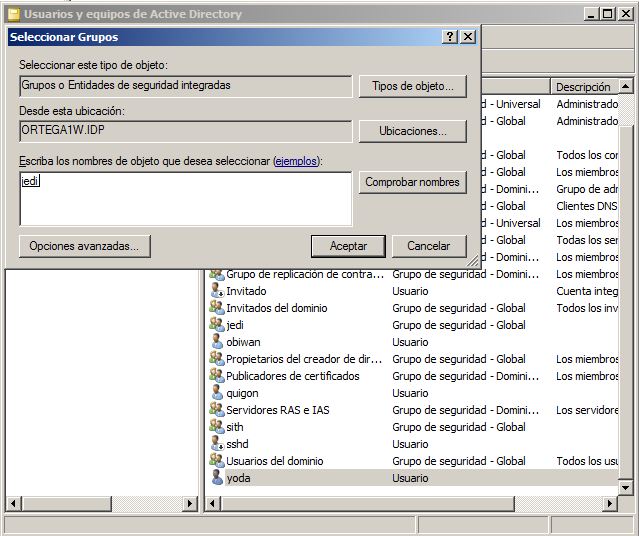 Usuarios y equipos de Active Directory
Seleccionar Grupos
Seleccionar este tipo de objeto:
Grupos o Entidades de seguridad integradas
Tipos de objeto...
Desde esta ubicación:
ORTEGA1W.IDP
Ubicaciones...
Escriba los nombres de objeto que desea seleccionar (ejemplos):
jedi
Comprobar nombres
Opciones avanzadas...
Aceptar
Cancelar
Descripción
d - Universal Administrado
d - Global Administrado
d - Global Todos los cor
d - Global Los miembros
d - Domini... Grupo de adr
d - Global Clientes DNS
d - Universal Los miembros
d - Global Todas las ser
d - Domini... Los miembros
d - Global Los miembros
Grupo de replicación de contra... Grupo de seguridad - Domini... Los miembros
Invitado Usuario Cuenta integ
Invitados del dominio Grupo de seguridad - Global Todos los inv
jedi Grupo de seguridad - Global
obiwan Usuario
Propietarios del creador de dir... Grupo de seguridad - Global Los miembros
Publicadores de certificados Grupo de seguridad - Domini... Los miembros
quigon Usuario
Servidores RAS e IAS Grupo de seguridad - Domini... Los servidore
sith Grupo de seguridad - Global
sshd Usuario
Usuarios del dominio Grupo de seguridad - Global Todos los usu
yoda Usuario